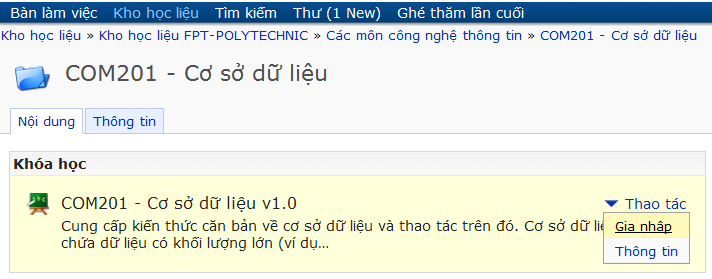 Bàn làm việc Kho học liệu Tìm kiếm Thư (1 New) Ghé thăm lần cuối
Kho học liệu » Kho học liệu FPT-POLYTECHNIC » Các môn công nghệ thông tin » COM201 - Cơ sở dữ liệu
COM201 - Cơ sở dữ liệu
Nội dung Thông tin
Khóa học
COM201 - Cơ sở dữ liệu v1.0 Thao tác
Cung cấp kiến thức căn bản về cơ sở dữ liệu và thao tác trên đó. Cơ sở dữ Gia nhập
chứa dữ liệu có khối lượng lớn (ví dụ...
Thông tin